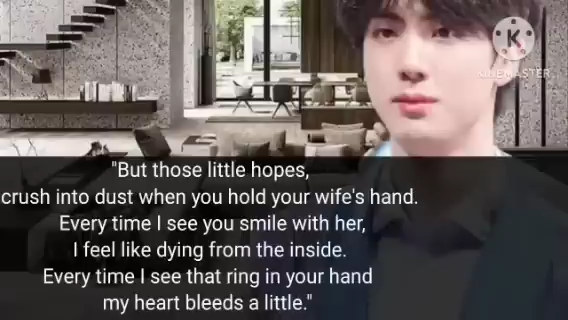 K
KINEMASTER
"But those little hopes,
crush into dust when you hold your wife's hand.
Every time I see you smile with her,
I feel like dying from the inside.
Every time I see that ring in your hand
my heart bleeds a little."